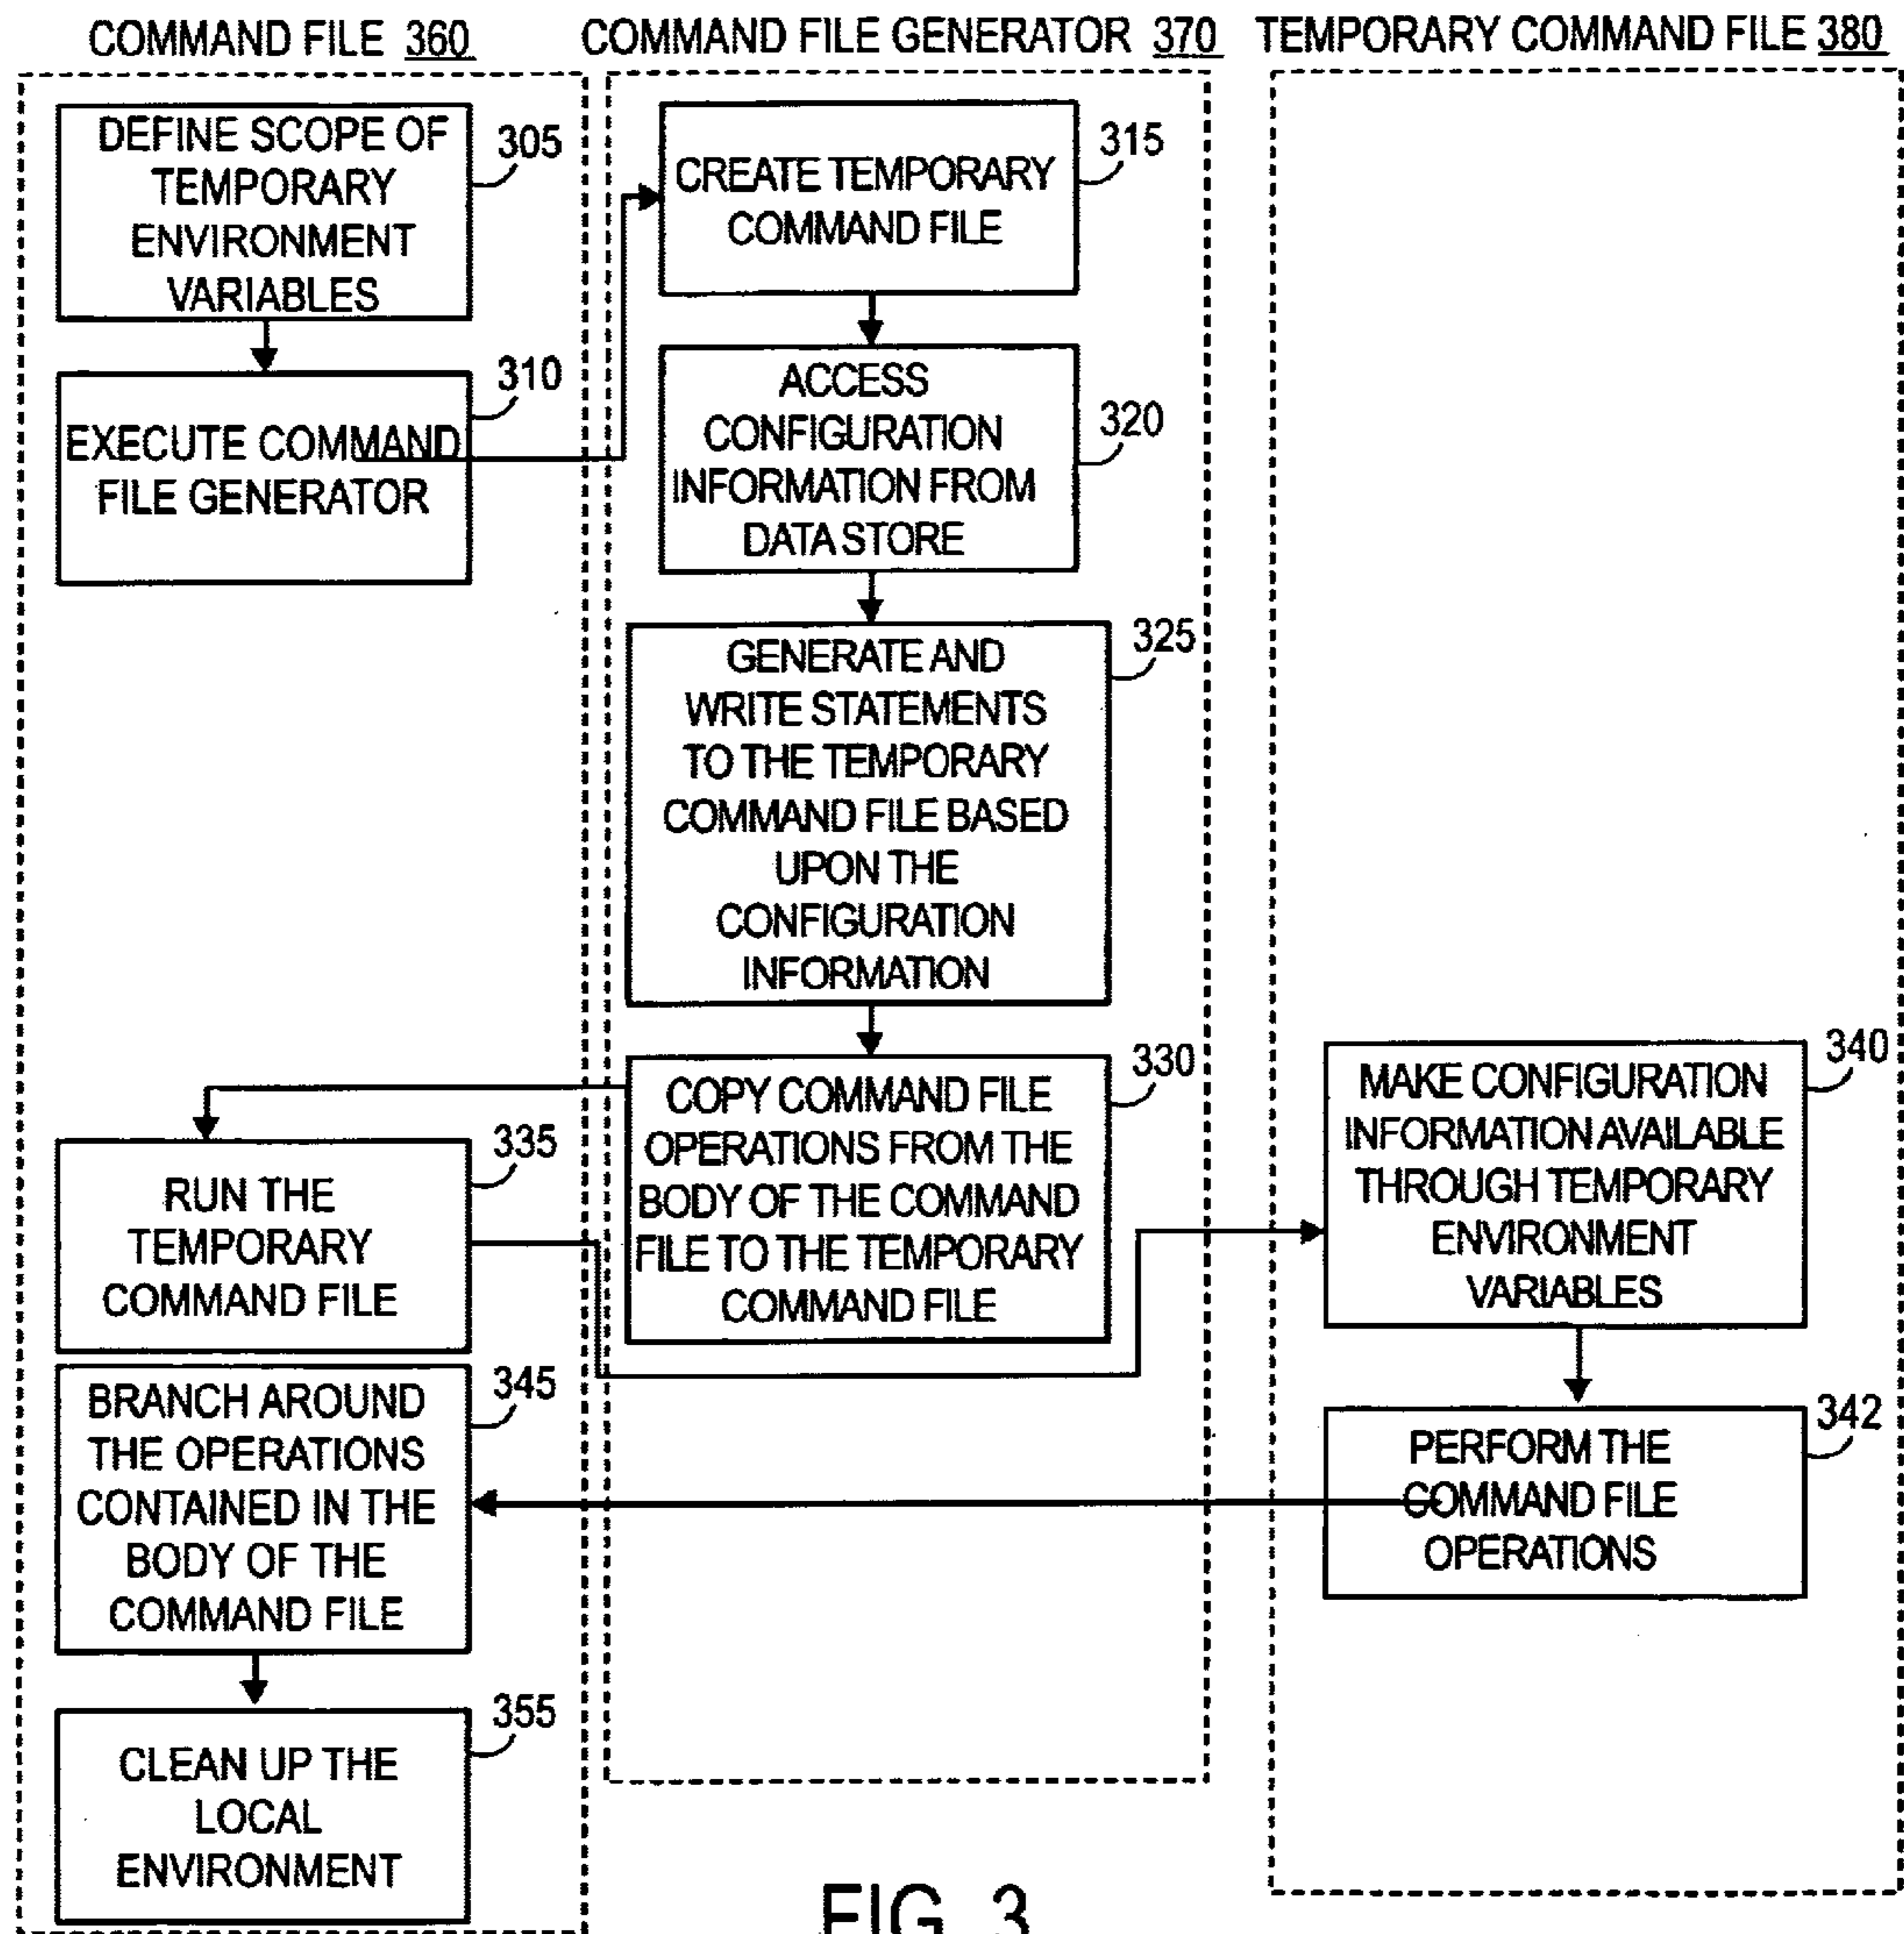 COMMAND FILE 360
DEFINE SCOPE OF
TEMPORARY
ENVIRONMENT
VARIABLES
305
EXECUTE COMMAND
FILE GENERATOR
310
COMMAND FILE GENERATOR 370
CREATE TEMPORARY
COMMAND FILE
315
ACCESS
CONFIGURATION
INFORMATION FROM
DATA STORE
320
GENERATE AND
WRITE STATEMENTS
TO THE TEMPORARY
COMMAND FILE BASED
UPON THE
CONFIGURATION
INFORMATION
325
COPY COMMAND FILE
OPERATIONS FROM THE
BODY OF THE COMMAND
FILE TO THE TEMPORARY
COMMAND FILE
330
RUN THE
TEMPORARY
COMMAND FILE
335
TEMPORARY COMMAND FILE 380
MAKE CONFIGURATION
INFORMATION AVAILABLE
THROUGH TEMPORARY
ENVIRONMENT
VARIABLES
340
PERFORM THE
COMMAND FILE
OPERATIONS
342
BRANCH AROUND
THE OPERATIONS
CONTAINED IN THE
BODY OF THE
COMMAND FILE
345
CLEAN UP THE
LOCAL
ENVIRONMENT
355
FIG. 3